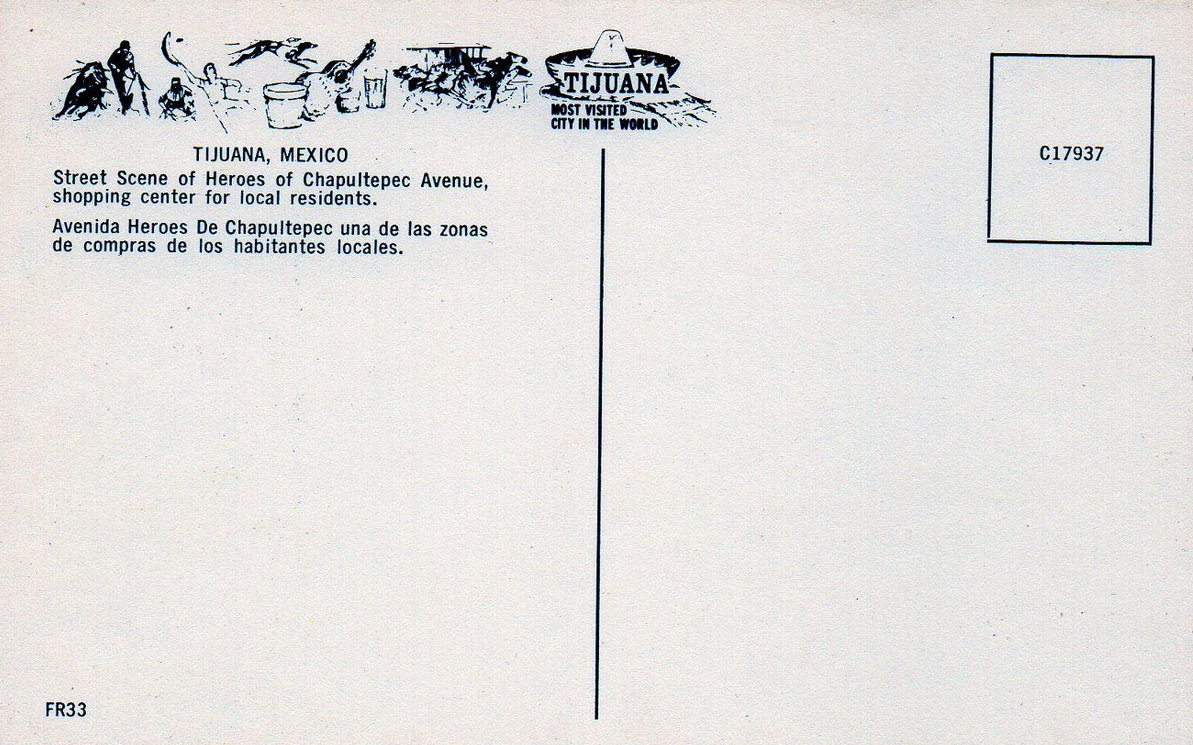 TIJUANA
MOST VISITED
CITY IN THE WORLD
TIJUANA, MEXICO
Street Scene of Heroes of Chapultepec Avenue,
shopping center for local residents.
Avenida Heroes De Chapultepec una de las zonas
de compras de los habitantes locales.
C17937
FR33